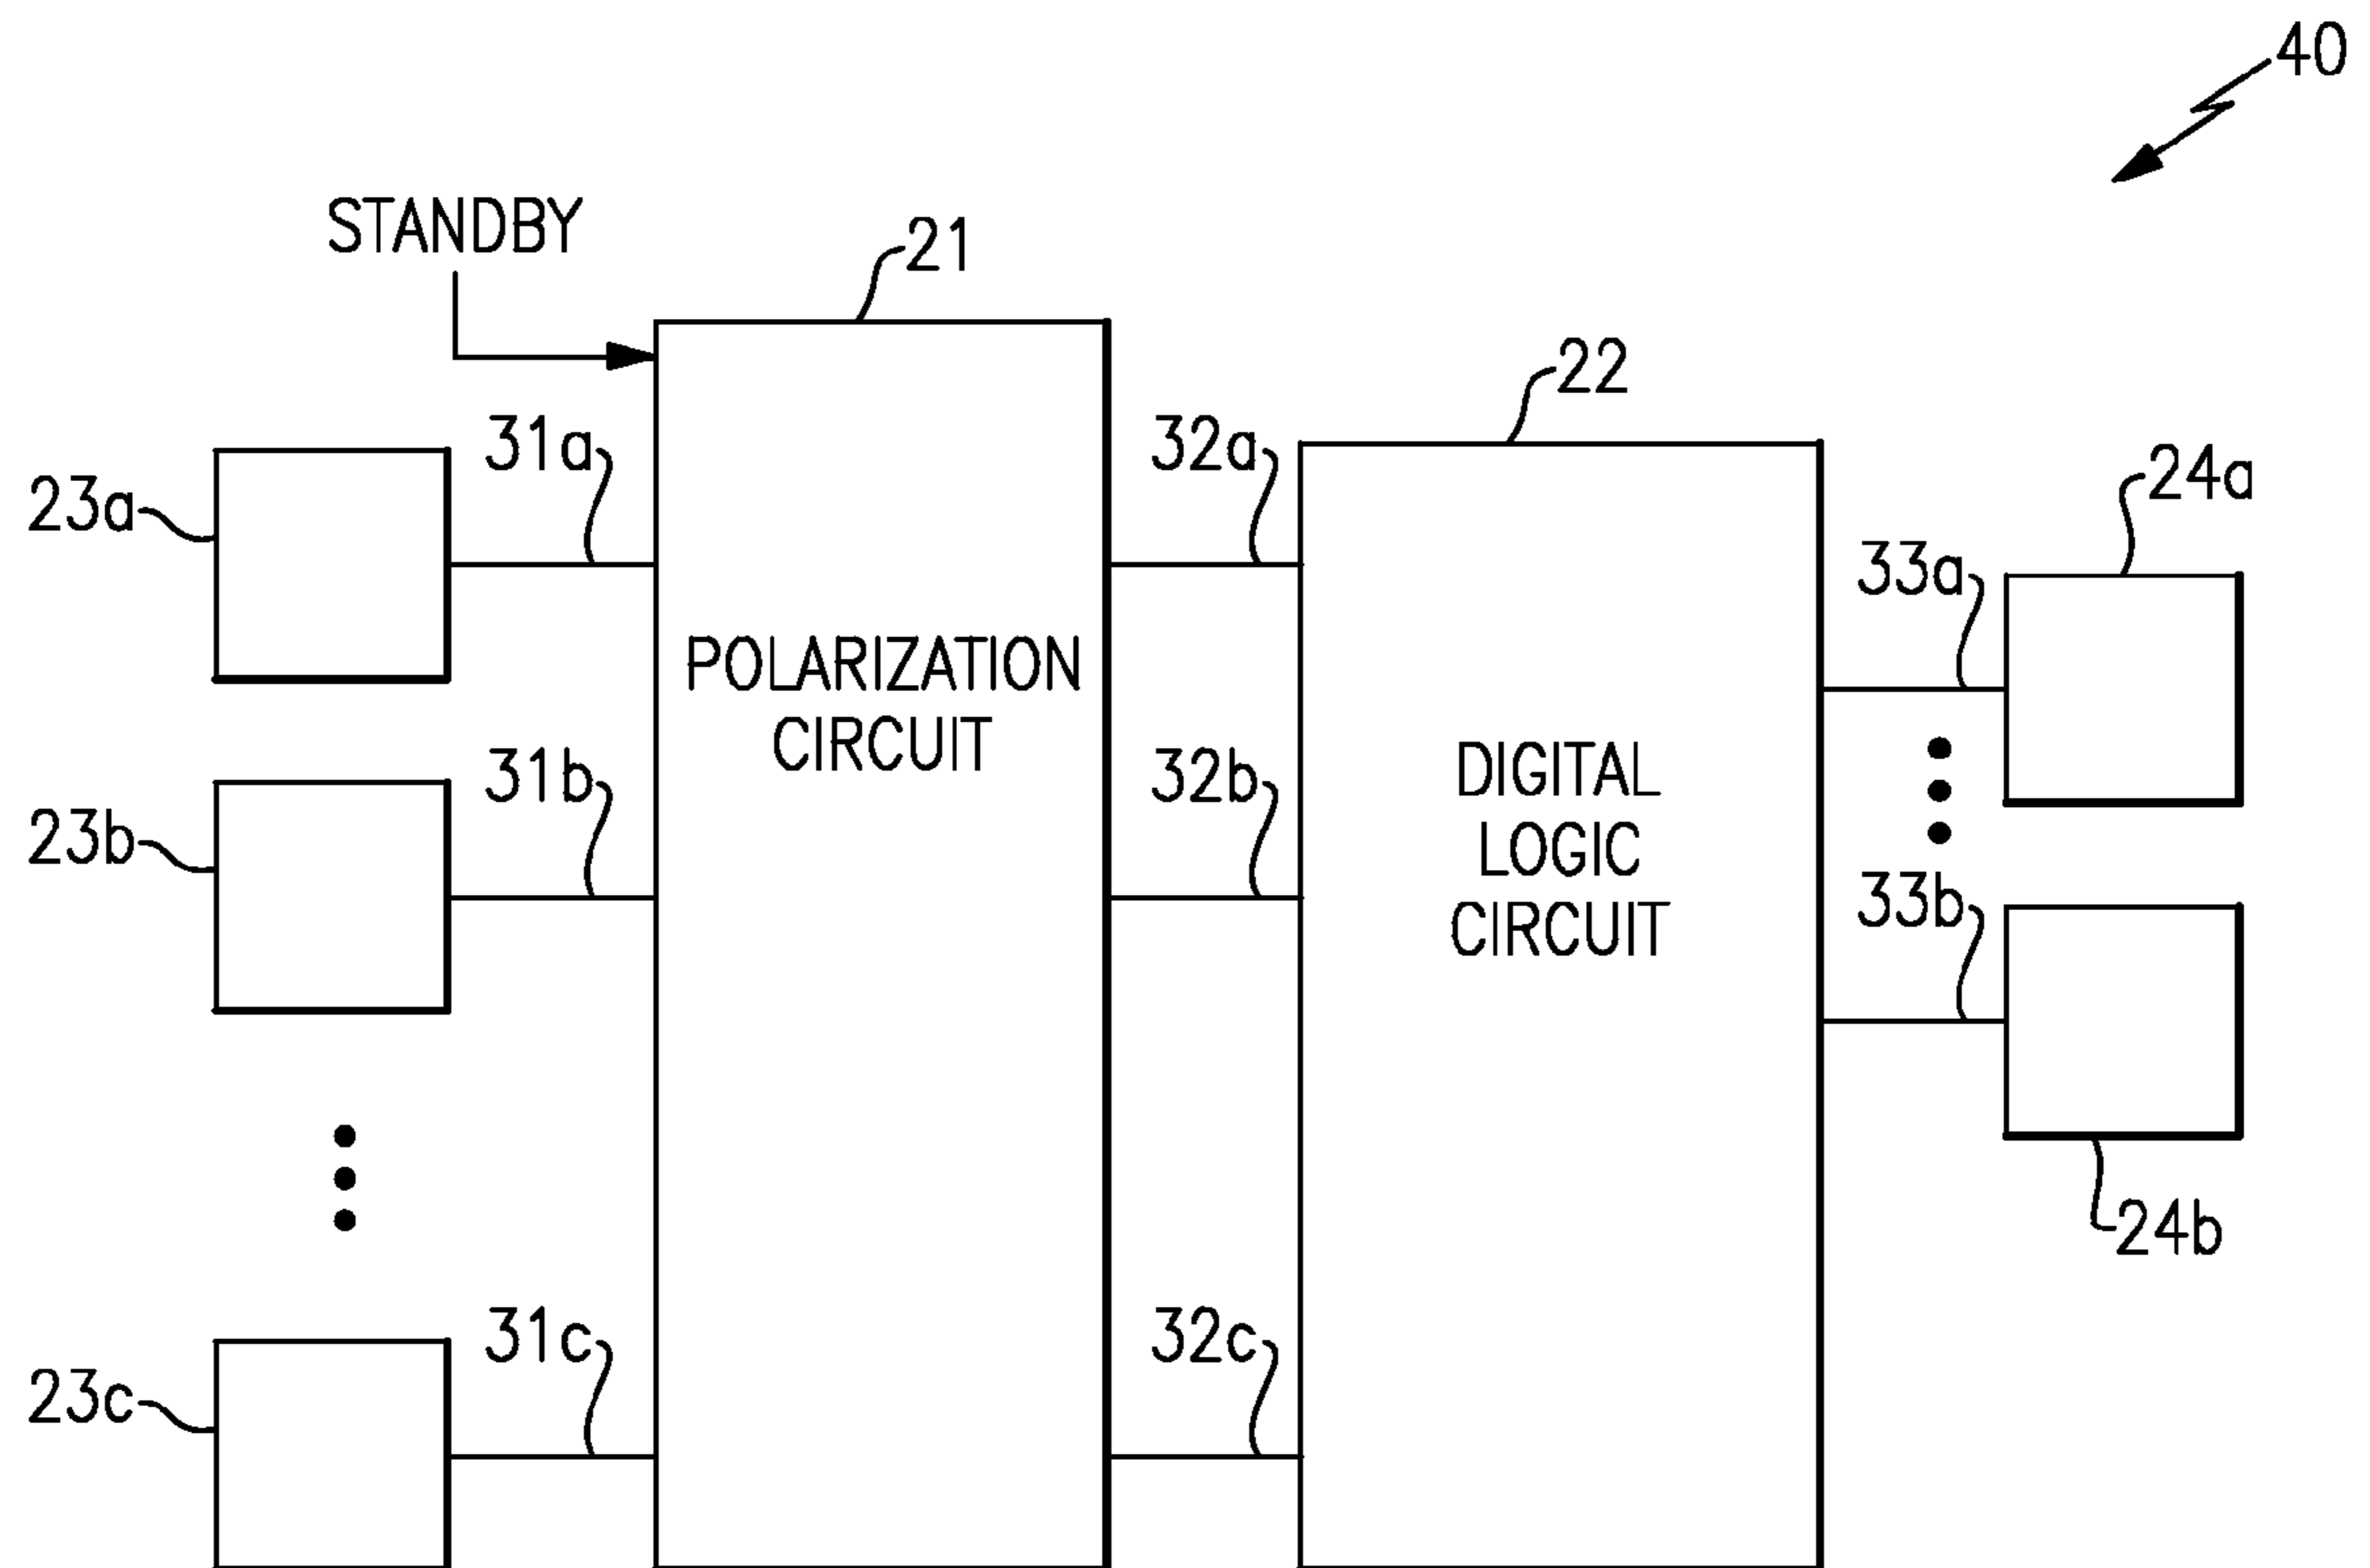 40
STANDBY
21
22
31a
32a
24a
23a
33a
POLARIZATION
CIRCUIT
31b
32b
DIGITAL
LOGIC
CIRCUIT
23b
33b
24b
31c
32c
23c